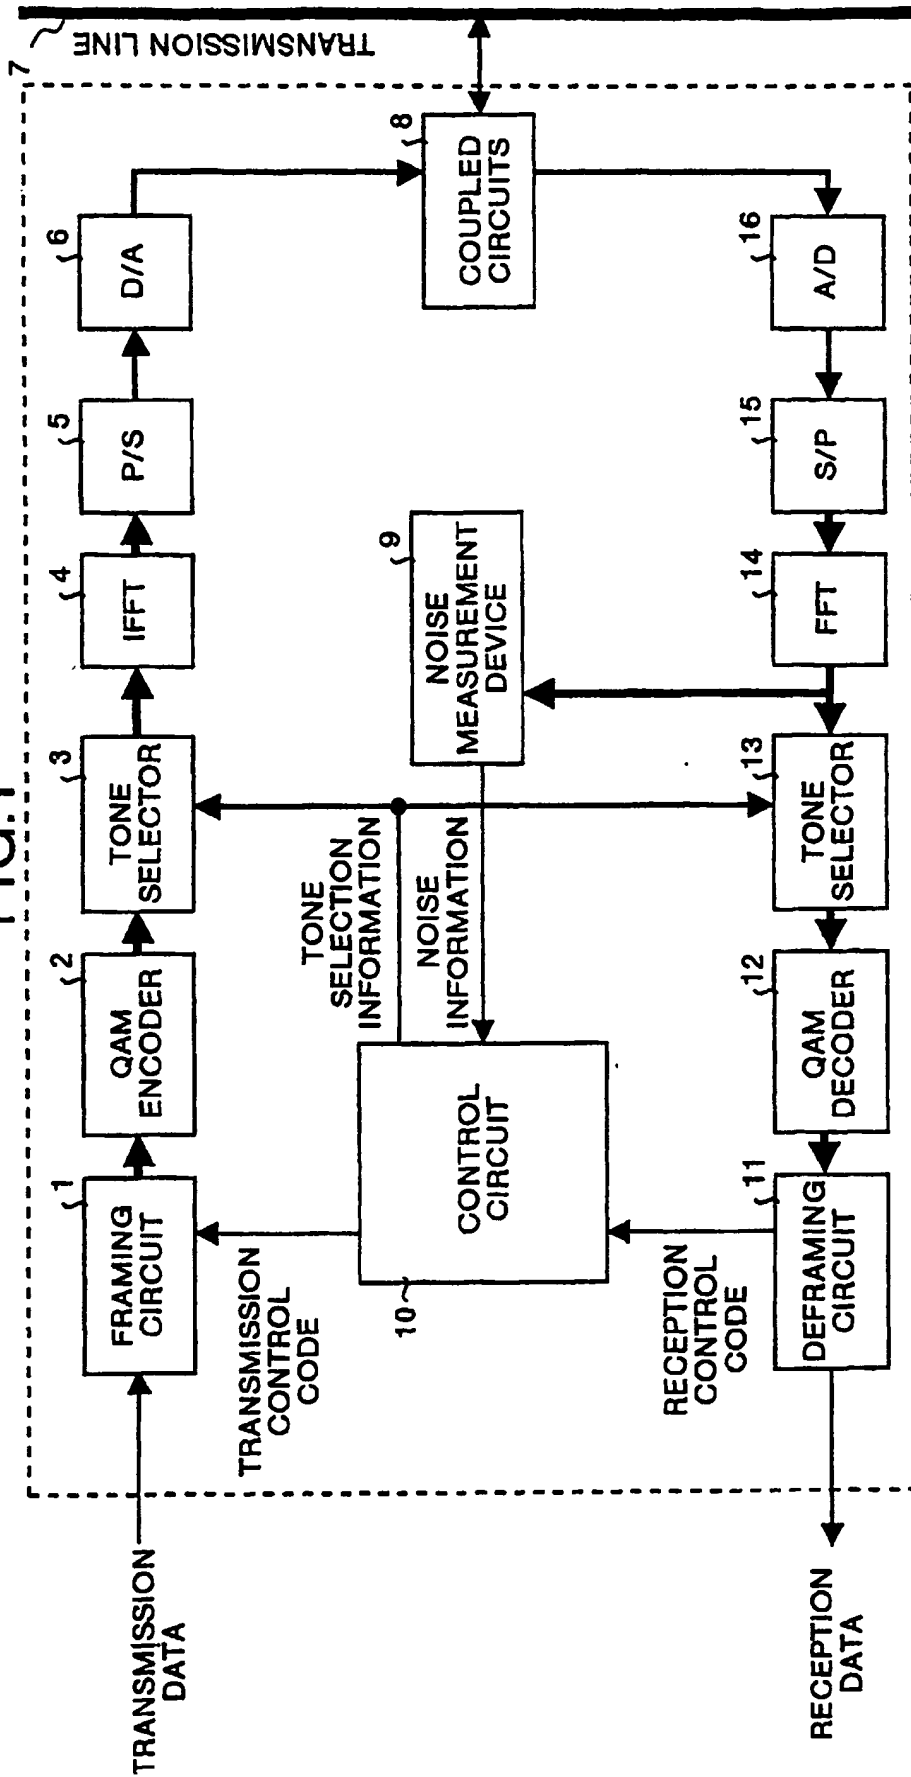 7
TRANSMISSION LINE
TRANSMISSION
DATA
1
FRAMING
CIRCUIT
2
QAM
ENCODER
3
TONE
SELECTOR
4
IFFT
5
P/S
6
D/A
8
COUPLED
CIRCUITS
TRANSMISSION
CONTROL
CODE
10
CONTROL
CIRCUIT
TONE
SELECTION
INFORMATION
NOISE
INFORMATION
9
NOISE
MEASUREMENT
DEVICE
RECEPTION
CONTROL
CODE
RECEPTION
DATA
11
DEFRAMING
CIRCUIT
12
QAM
DECODER
13
TONE
SELECTOR
14
FFT
15
S/P
16
A/D